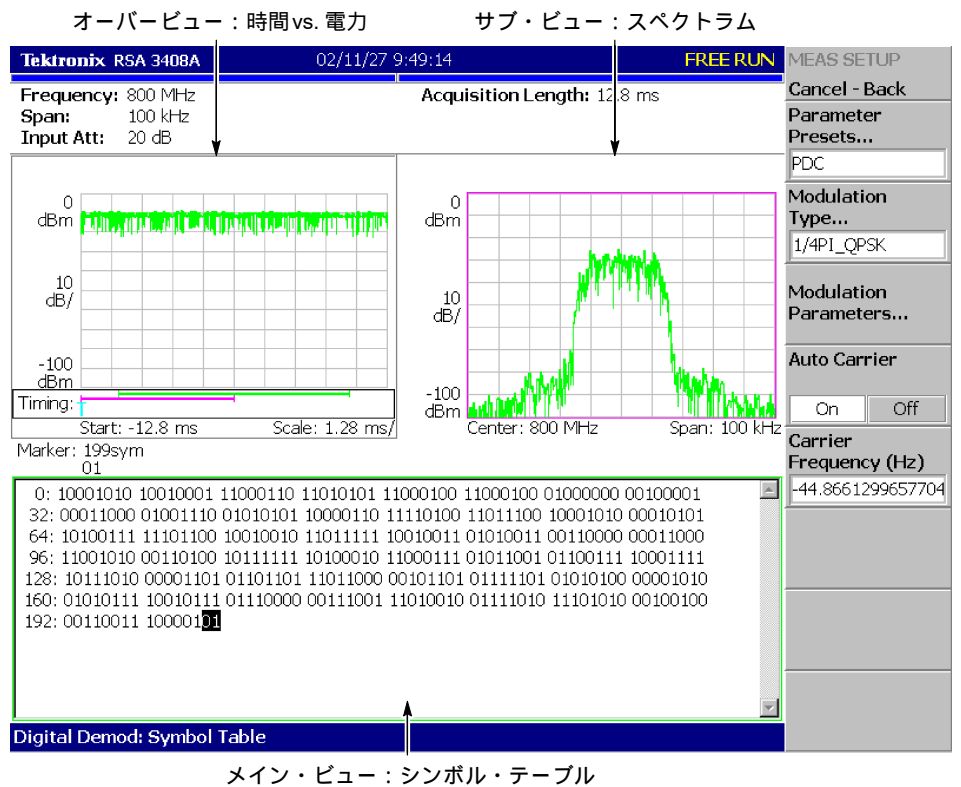 オーバービュー：時間 vs. 電力
サブ・ビュー：スペクトラム
Tektronix RSA 3408A 02/11/27 9:49:14 FREE RUN
Frequency: 800 MHz Acquisition Length: 12.8 ms
Span: 100 kHz
Input Att: 20 dB
0
dBm
10
dB/
-100
dBm
Timing:
Start: -12.8 ms Scale: 1.28 ms/
0
dBm
10
dB/
-100
dBm
Center: 800 MHz Span: 100 kHz
Marker: 199sym
01
0: 10001010 10010001 11000110 11010101 11000100 11000100 01000000 00100001
32: 00011000 01001110 01010101 10000110 11110100 11011100 10001010 00010101
64: 10100111 11101100 10010010 11011111 10010011 01010011 00110000 00011000
96: 11001010 00110100 10111111 10100010 11000111 01011001 01100111 10001111
128: 10111010 00001101 01101101 11011000 00101101 01111101 01010100 00001010
160: 01010111 10010111 01110000 00111001 11010010 01111010 11101010 00100100
192: 00110011 10000101
Digital Demod: Symbol Table
MEAS SETUP
Cancel - Back
Parameter
Presets...
PDC
Modulation
Type...
1/4PI_QPSK
Modulation
Parameters...
Auto Carrier
On Off
Carrier
Frequency (Hz)
-44.8661299657704
メイン・ビュー：シンボル・テーブル